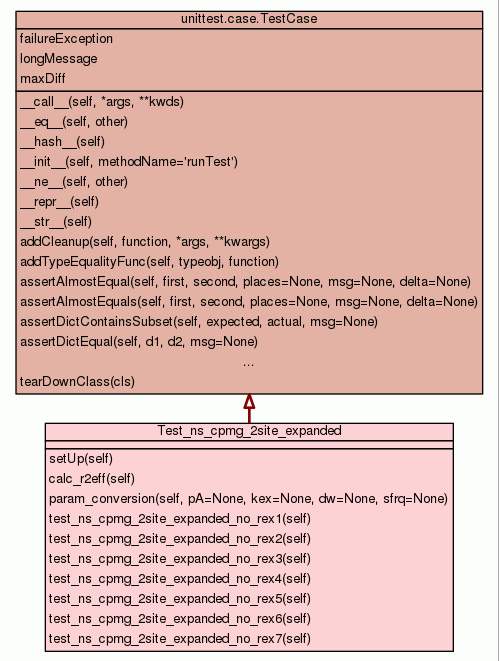 unittest.case.TestCase
failureException
longMessage
maxDiff
__call__(self, *args, **kwds)
__eq__(self, other)
__hash__(self)
__init__(self, methodName='runTest')
__ne__(self, other)
__repr__(self)
__str__(self)
addCleanup(self, function, *args, **kwargs)
addTypeEqualityFunc(self, typeobj, function)
assertAlmostEqual(self, first, second, places=None, msg=None, delta=None)
assertAlmostEquals(self, first, second, places=None, msg=None, delta=None)
assertDictContainsSubset(self, expected, actual, msg=None)
assertDictEqual(self, d1, d2, msg=None)
...
tearDownClass(cls)
Test_ns_cpmg_2site_expanded
setUp(self)
calc_r2eff(self)
param_conversion(self, pA=None, kex=None, dw=None, sfrq=None)
test_ns_cpmg_2site_expanded_no_rex1(self)
test_ns_cpmg_2site_expanded_no_rex2(self)
test_ns_cpmg_2site_expanded_no_rex3(self)
test_ns_cpmg_2site_expanded_no_rex4(self)
test_ns_cpmg_2site_expanded_no_rex5(self)
test_ns_cpmg_2site_expanded_no_rex6(self)
test_ns_cpmg_2site_expanded_no_rex7(self)